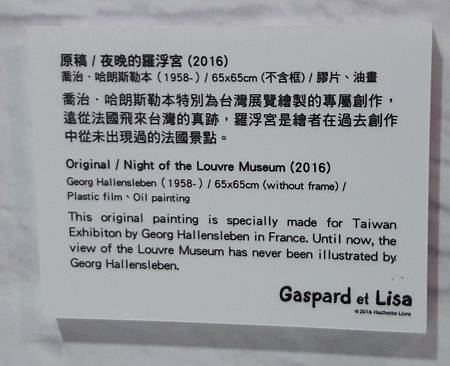 原稿 / 夜晚的羅浮宮 (2016)
喬治．哈朗斯勒本 (1958-) / 65x65cm (不含框) / 膠片、油畫
喬治．哈朗斯勒本特別為台灣展覽繪製的專屬創作，
遠從法國飛來台灣的真跡，羅浮宮是繪者在過去創作
中從未出現過的法國景點。
Original / Night of the Louvre Museum (2016)
Georg Hallensleben (1958-) / 65x65cm (without frame) /
Plastic film、Oil painting
This original painting is specially made for Taiwan
Exhibiton by Georg Hallensleben in France. Until now, the
view of the Louvre Museum has never been illustrated by
Georg Hallensleben.
Gaspard et Lisa
©2016 Hachette Livre